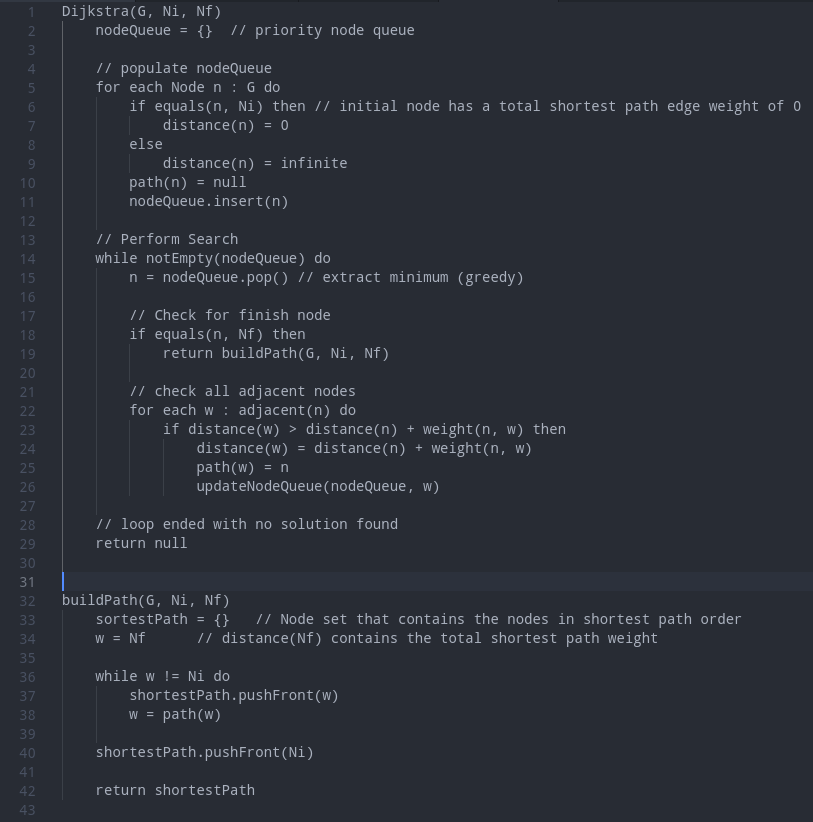 1 Dijkstra(G, Ni, Nf)
2     nodeQueue = {}  // priority node queue
3
4     // populate nodeQueue
5     for each Node n : G do
6         if equals(n, Ni) then // initial node has a total shortest path edge weight of 0
7             distance(n) = 0
8         else
9             distance(n) = infinite
10         path(n) = null
11         nodeQueue.insert(n)
12
13     // Perform Search
14     while notEmpty(nodeQueue) do
15         n = nodeQueue.pop() // extract minimum (greedy)
16
17         // Check for finish node
18         if equals(n, Nf) then
19             return buildPath(G, Ni, Nf)
20
21         // check all adjacent nodes
22         for each w : adjacent(n) do
23             if distance(w) > distance(n) + weight(n, w) then
24                 distance(w) = distance(n) + weight(n, w)
25                 path(w) = n
26                 updateNodeQueue(nodeQueue, w)
27
28     // loop ended with no solution found
29     return null
30
31
32 buildPath(G, Ni, Nf)
33     sortestPath = {}   // Node set that contains the nodes in shortest path order
34     w = Nf      // distance(Nf) contains the total shortest path weight
35
36     while w != Ni do
37         shortestPath.pushFront(w)
38         w = path(w)
39
40     shortestPath.pushFront(Ni)
41
42     return shortestPath
43